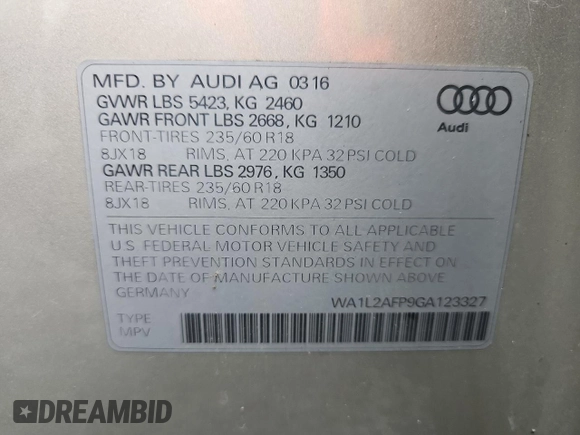 MFD. BY AUDI AG 03 16
GVWR LBS 5423, KG 2460
GAWR FRONT LBS 2668, KG 1210
FRONT-TIRES 235/60 R18
8JX18 RIMS, AT 220 KPA 32 PSI COLD
GAWR REAR LBS 2976, KG 1350
REAR-TIRES 235/60 R18
8JX18 RIMS, AT 220 KPA 32 PSI COLD
Audi
THIS VEHICLE CONFORMS TO ALL APPLICABLE
U.S. FEDERAL MOTOR VEHICLE SAFETY AND
THEFT PREVENTION STANDARDS IN EFFECT ON
THE DATE OF MANUFACTURE SHOWN ABOVE
GERMANY
WA1L2AFP9GA123327
TYPE
MPV
DREAMBID